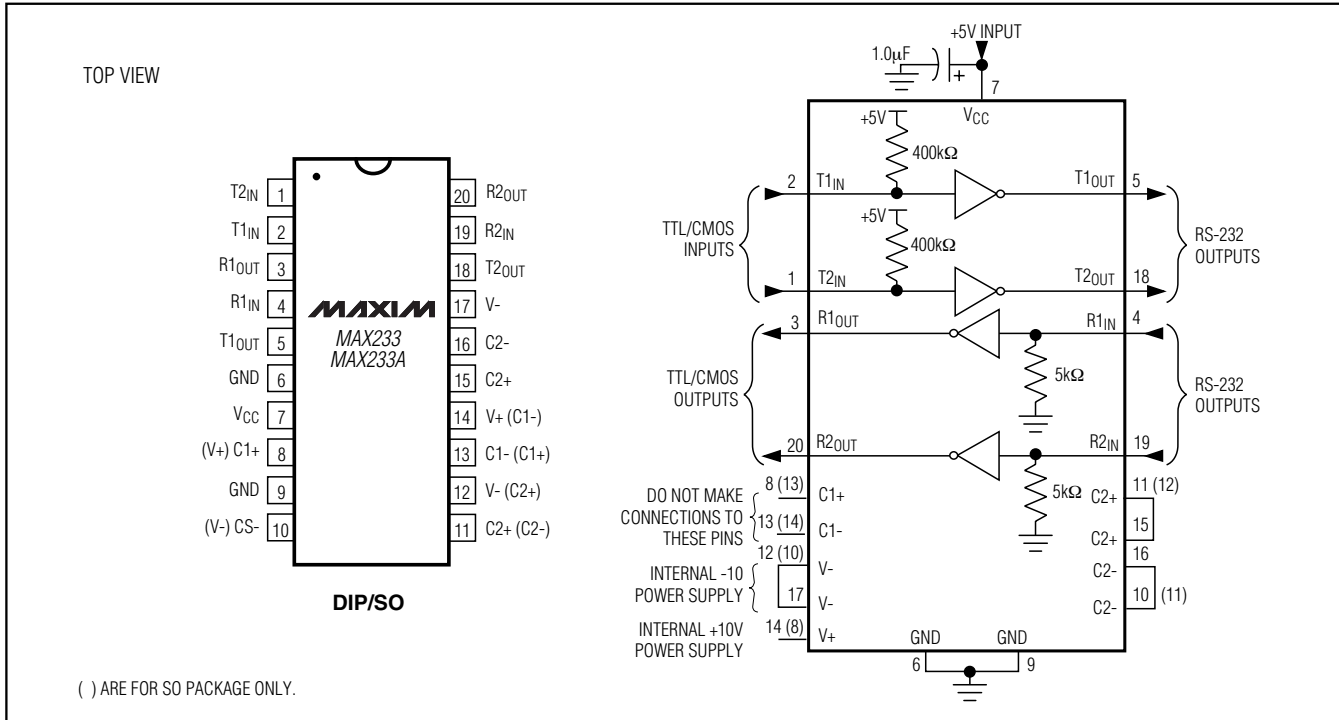 TOP VIEW
T2IN 1
T1IN 2
R1OUT 3
R1IN 4
T1OUT 5
GND 6
VCC 7
(V+) C1+ 8
GND 9
(V-) CS- 10
20 R2OUT
19 R2IN
18 T2OUT
17 V-
16 C2-
15 C2+
14 V+ (C1-)
13 C1- (C1+)
12 V- (C2+)
11 C2+ (C2-)
MAXIM
MAX233
MAX233A
DIP/SO
( ) ARE FOR SO PACKAGE ONLY.
+5V INPUT
1.0µF
+
7
VCC
+5V
400kΩ
2 T1IN
T1OUT 5
+5V
400kΩ
TTL/CMOS
INPUTS
RS-232
OUTPUTS
1 T2IN
T2OUT 18
3 R1OUT
R1IN 4
5kΩ
TTL/CMOS
OUTPUTS
RS-232
OUTPUTS
20 R2OUT
R2IN 19
5kΩ
DO NOT MAKE
CONNECTIONS TO
THESE PINS
8 (13) C1+
13 (14) C1-
INTERNAL -10
POWER SUPPLY
12 (10) V-
17 V-
INTERNAL +10V
POWER SUPPLY
14 (8) V+
C2+ 11 (12)
C2+ 15
C2- 16
C2- 10 (11)
GND GND
6 9